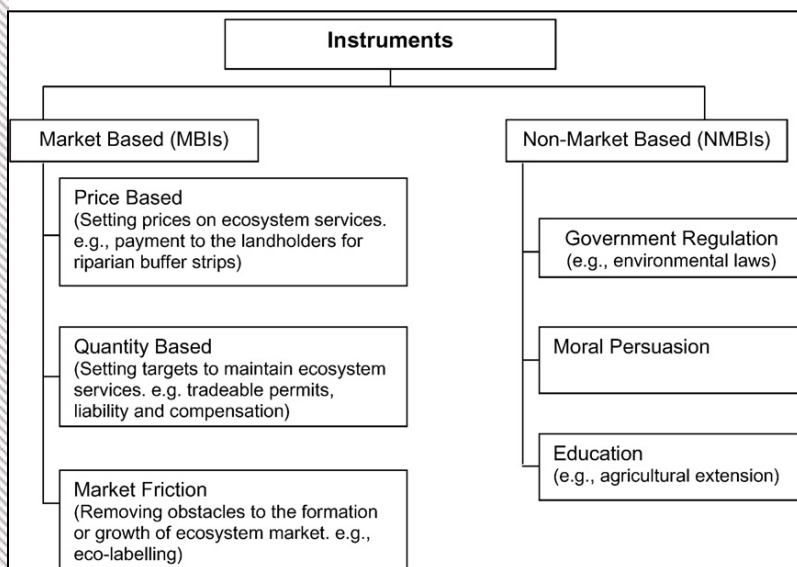 Instruments
Market Based (MBIs)
Price Based
(Setting prices on ecosystem services.
e.g., payment to the landholders for
riparian buffer strips)
Quantity Based
(Setting targets to maintain ecosystem
services. e.g. tradeable permits,
liability and compensation)
Market Friction
(Removing obstacles to the formation
or growth of ecosystem market. e.g.,
eco-labelling)
Non-Market Based (NMBIs)
Government Regulation
(e.g., environmental laws)
Moral Persuasion
Education
(e.g., agricultural extension)